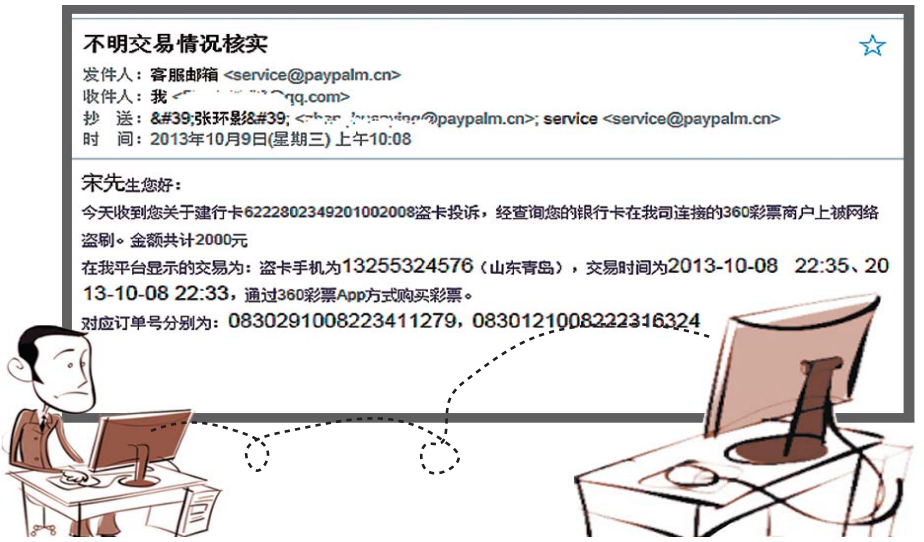 不明交易情况核实
发件人：客服邮箱 <service@paypalm.cn>
收件人：我 < qq.com>
抄 送：&#39;张环影&#39; < @paypalm.cn>; service <service@paypalm.cn>
时 间：2013年10月9日(星期三) 上午10:08
宋先生您好：
今天收到您关于建行卡6222802349201002008盗卡投诉，经查询您的银行卡在我司连接的360彩票商户上被网络
盗刷。金额共计2000元
在我平台显示的交易为：盗卡手机为13255324576（山东青岛），交易时间为2013-10-08 22:35、20
13-10-08 22:33，通过360彩票App方式购买彩票。
对应订单号分别为：0830291008223411279，0830121008222316324